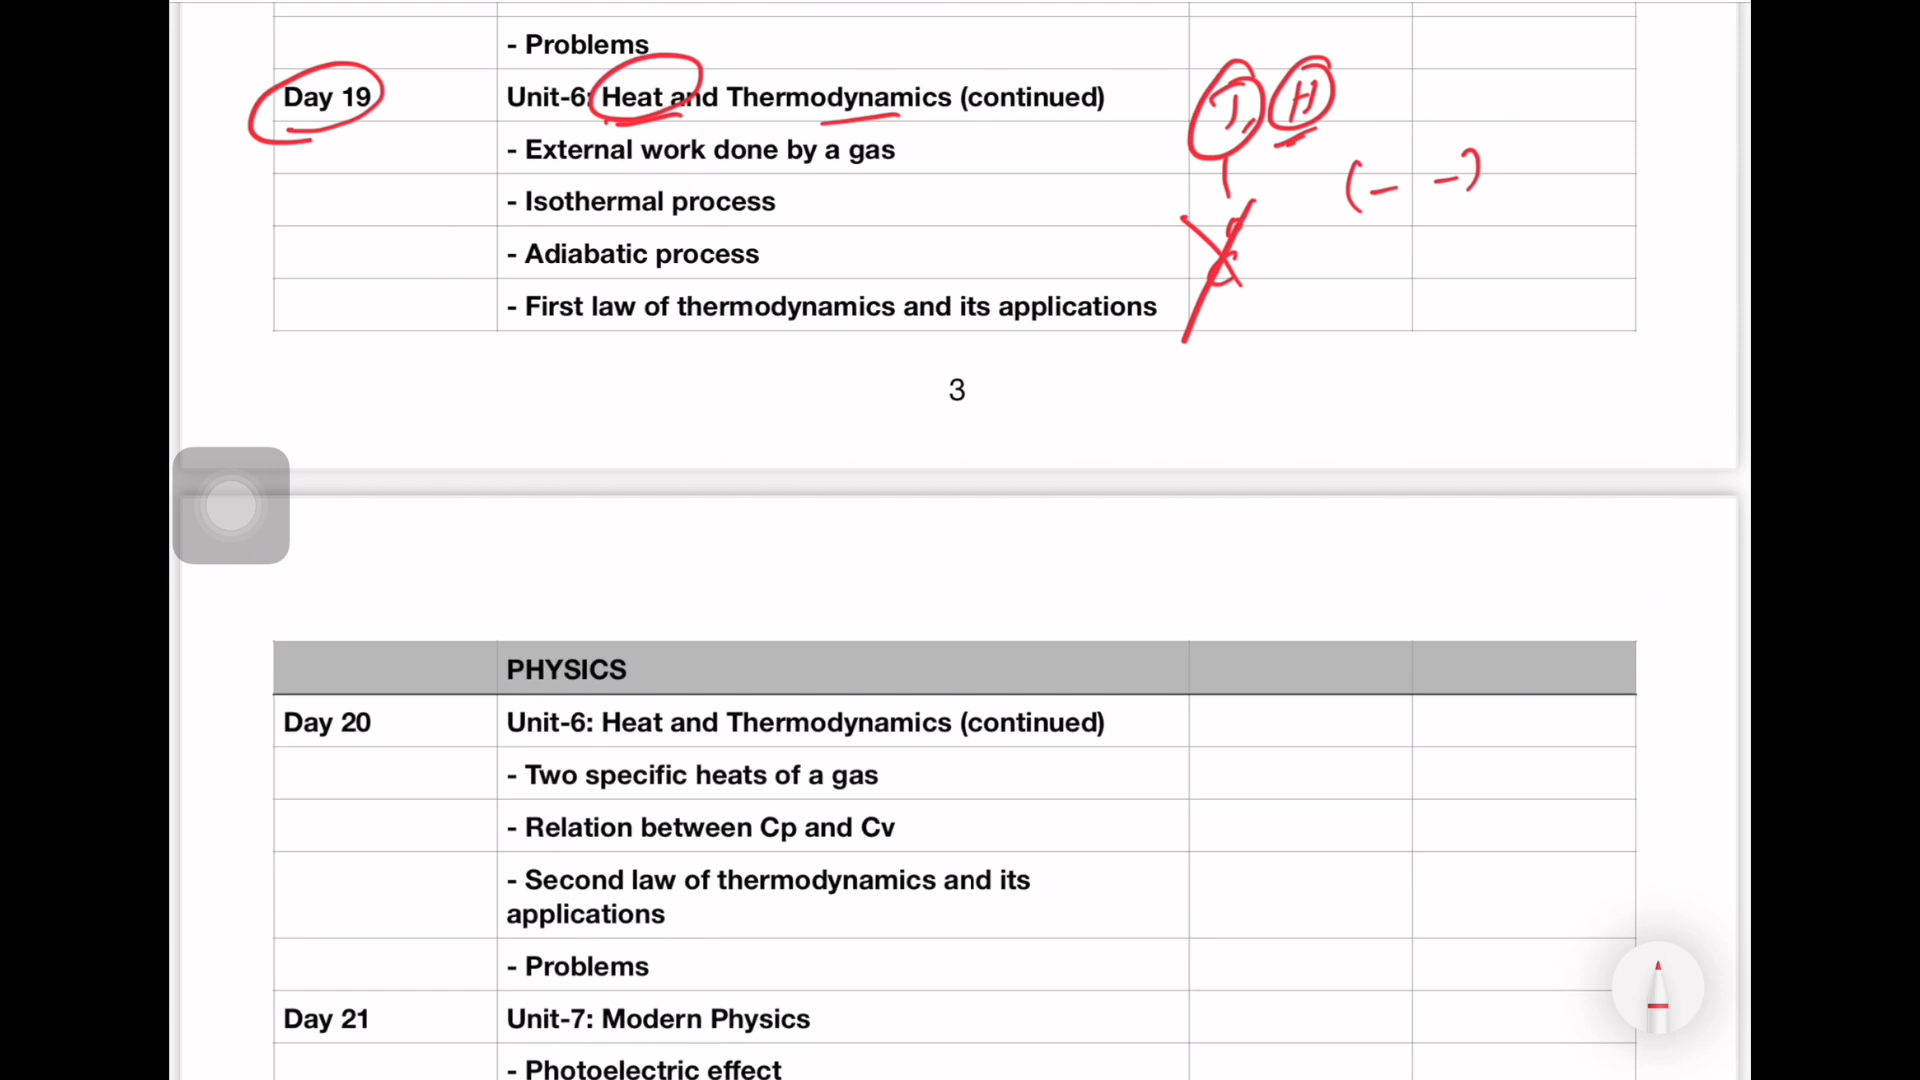 - Problems
Day 19 Unit-6: Heat and Thermodynamics (continued) T, H
- External work done by a gas
- Isothermal process
- Adiabatic process
- First law of thermodynamics and its applications
3
PHYSICS
Day 20 Unit-6: Heat and Thermodynamics (continued)
- Two specific heats of a gas
- Relation between Cp and Cv
- Second law of thermodynamics and its
applications
- Problems
Day 21 Unit-7: Modern Physics
- Photoelectric effect